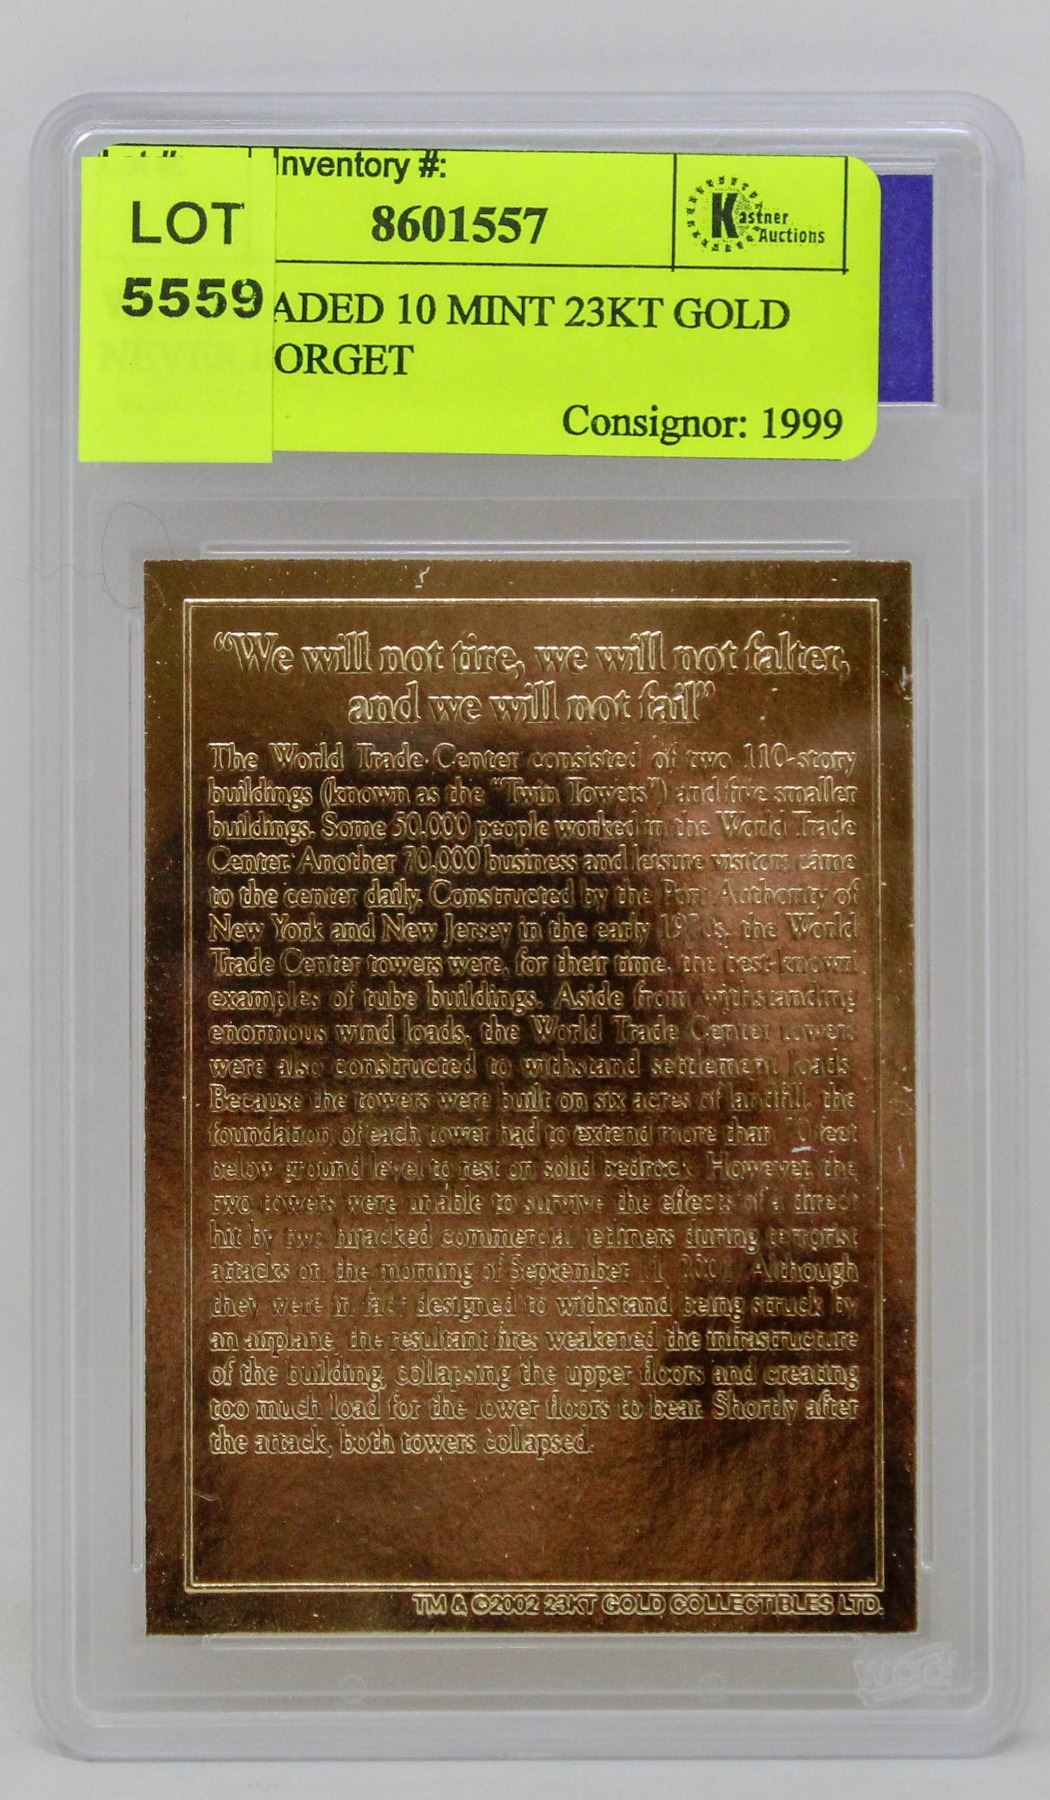 Inventory #:
LOT
8601557
Kastner
Auctions
5559
ADED 10 MINT 23KT GOLD
NEVER FORGET
Consignor: 1999
“We will not tire, we will not falter,
and we will not fail”
The World Trade Center consisted of two 110-story
buildings (known as the “Twin Towers”) and five smaller
buildings. Some 50,000 people worked in the World Trade
Center. Another 70,000 business and leisure visitors came
to the center daily. Constructed by the Port Authority of
New York and New Jersey in the early 1970s, the World
Trade Center towers were, for their time, the best-known
examples of tube buildings. Aside from withstanding
enormous wind loads, the World Trade Center towers
were also constructed to withstand settlement loads.
Because the towers were built on six acres of landfill, the
foundation of each tower had to extend more than feet
below ground level to rest on solid bedrock. However, the
two towers were unable to survive the effects of a direct
hit by two hijacked commercial jetliners during terrorist
attacks on the morning of September 11, 2001. Although
they were in fact designed to withstand being struck by
an airplane, the resultant fires weakened the infrastructure
of the building, collapsing the upper floors and creating
too much load for the lower floors to bear. Shortly after
the attack, both towers collapsed.
TM & ©2002 23KT GOLD COLLECTIBLES LTD.
WCG